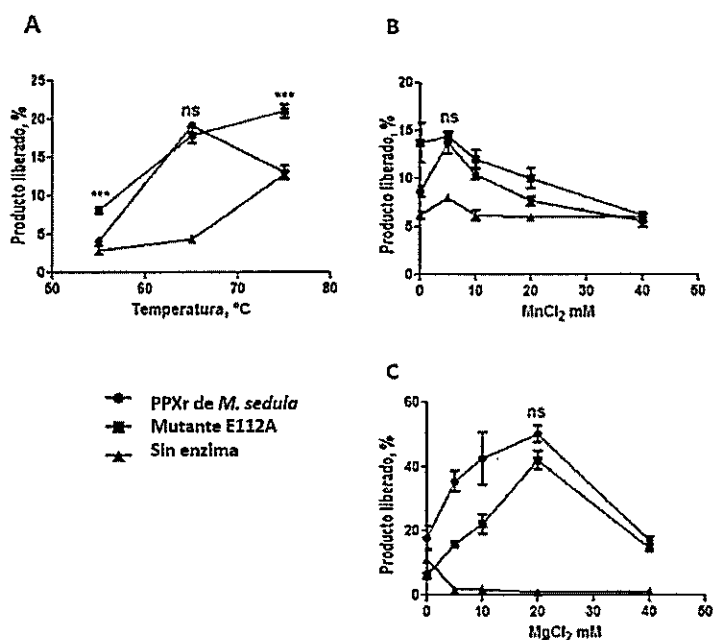 A
Producto liberado, %
25
20
15
10
5
0
***
ns
***
50
60
70
80
Temperatura, °C
B
Producto liberado, %
20
15
10
5
0
ns
0
10
20
30
40
50
MnCl₂ mM
PPXr de M. sedula
Mutante E112A
Sin enzima
C
Producto liberado, %
60
40
20
0
ns
0
10
20
30
40
50
MgCl₂ mM